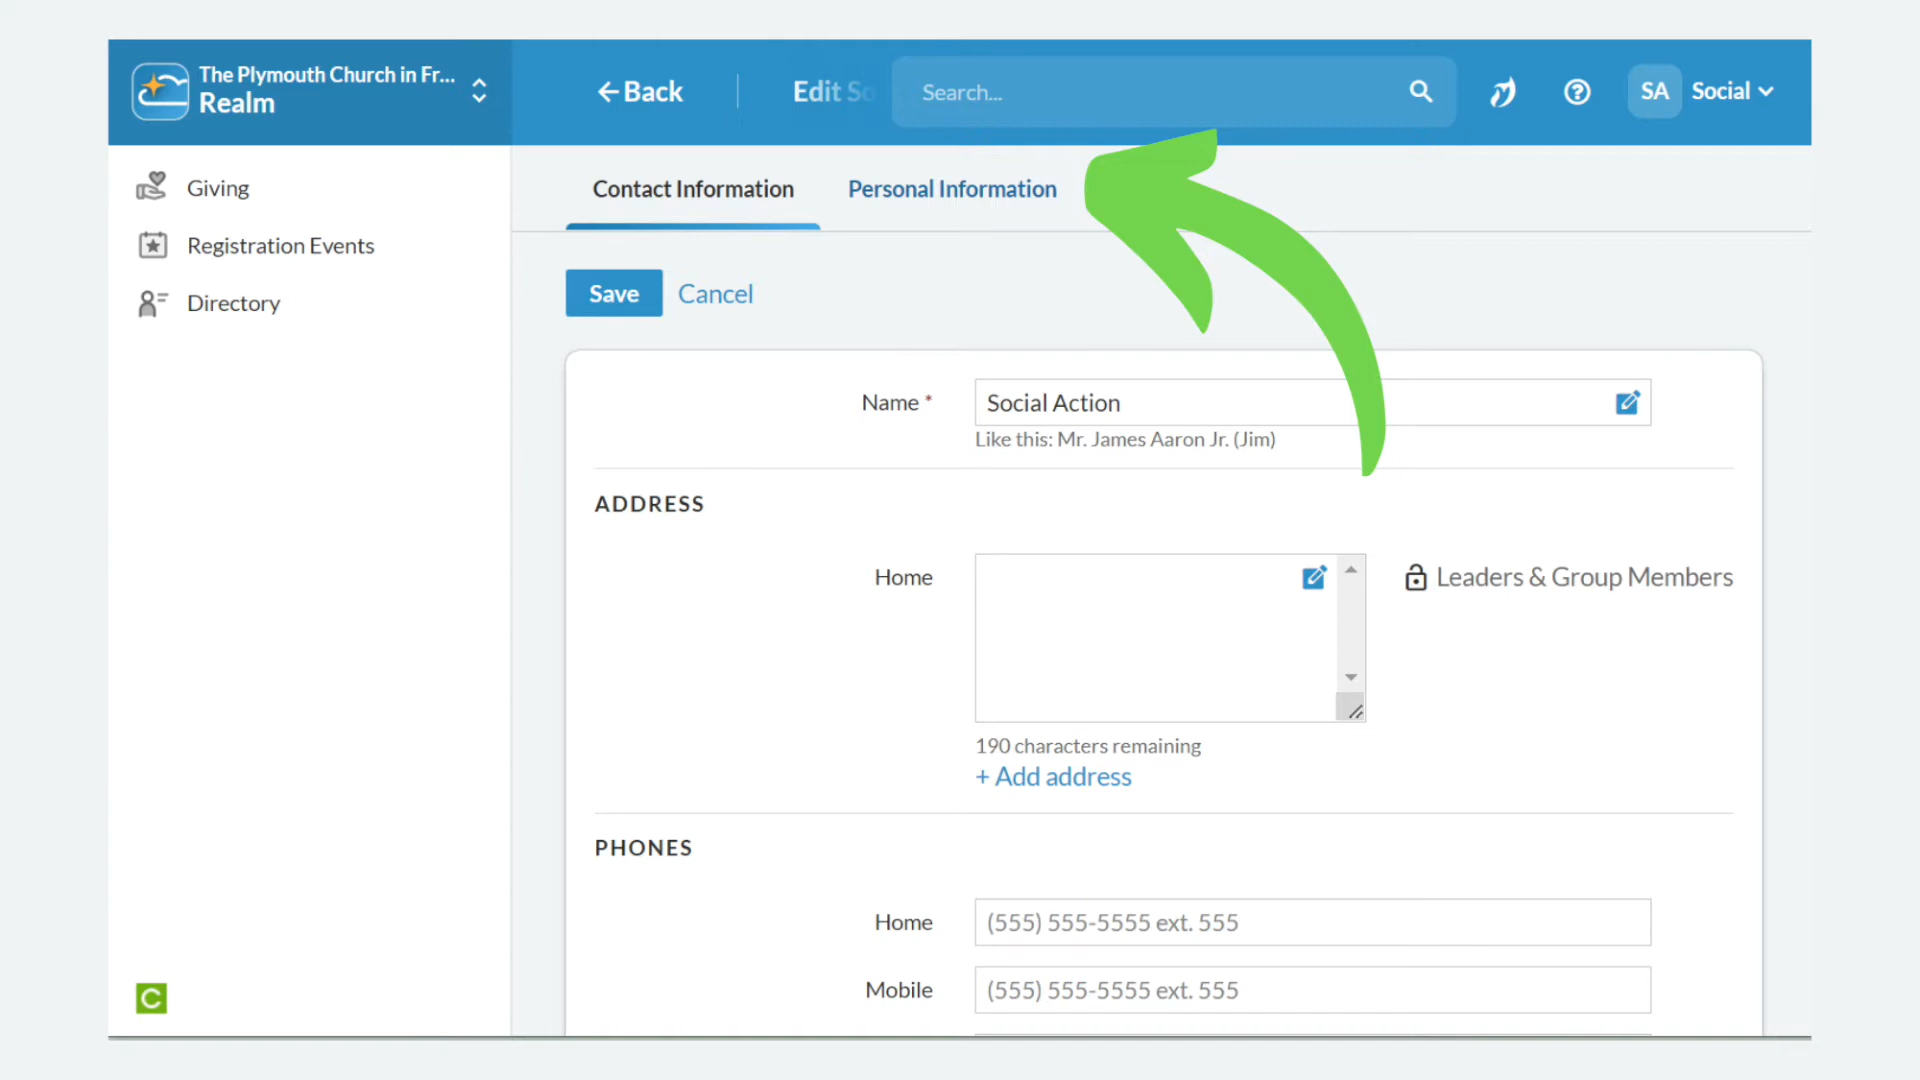 The Plymouth Church in Fr...
Realm
Back
Edit So
Search...
SA
Social
Giving
Registration Events
Directory
C
Contact Information
Personal Information
Save
Cancel
Name *
Social Action
Like this: Mr. James Aaron Jr. (Jim)
ADDRESS
Home
Leaders & Group Members
190 characters remaining
+ Add address
PHONES
Home
(555) 555-5555 ext. 555
Mobile
(555) 555-5555 ext. 555